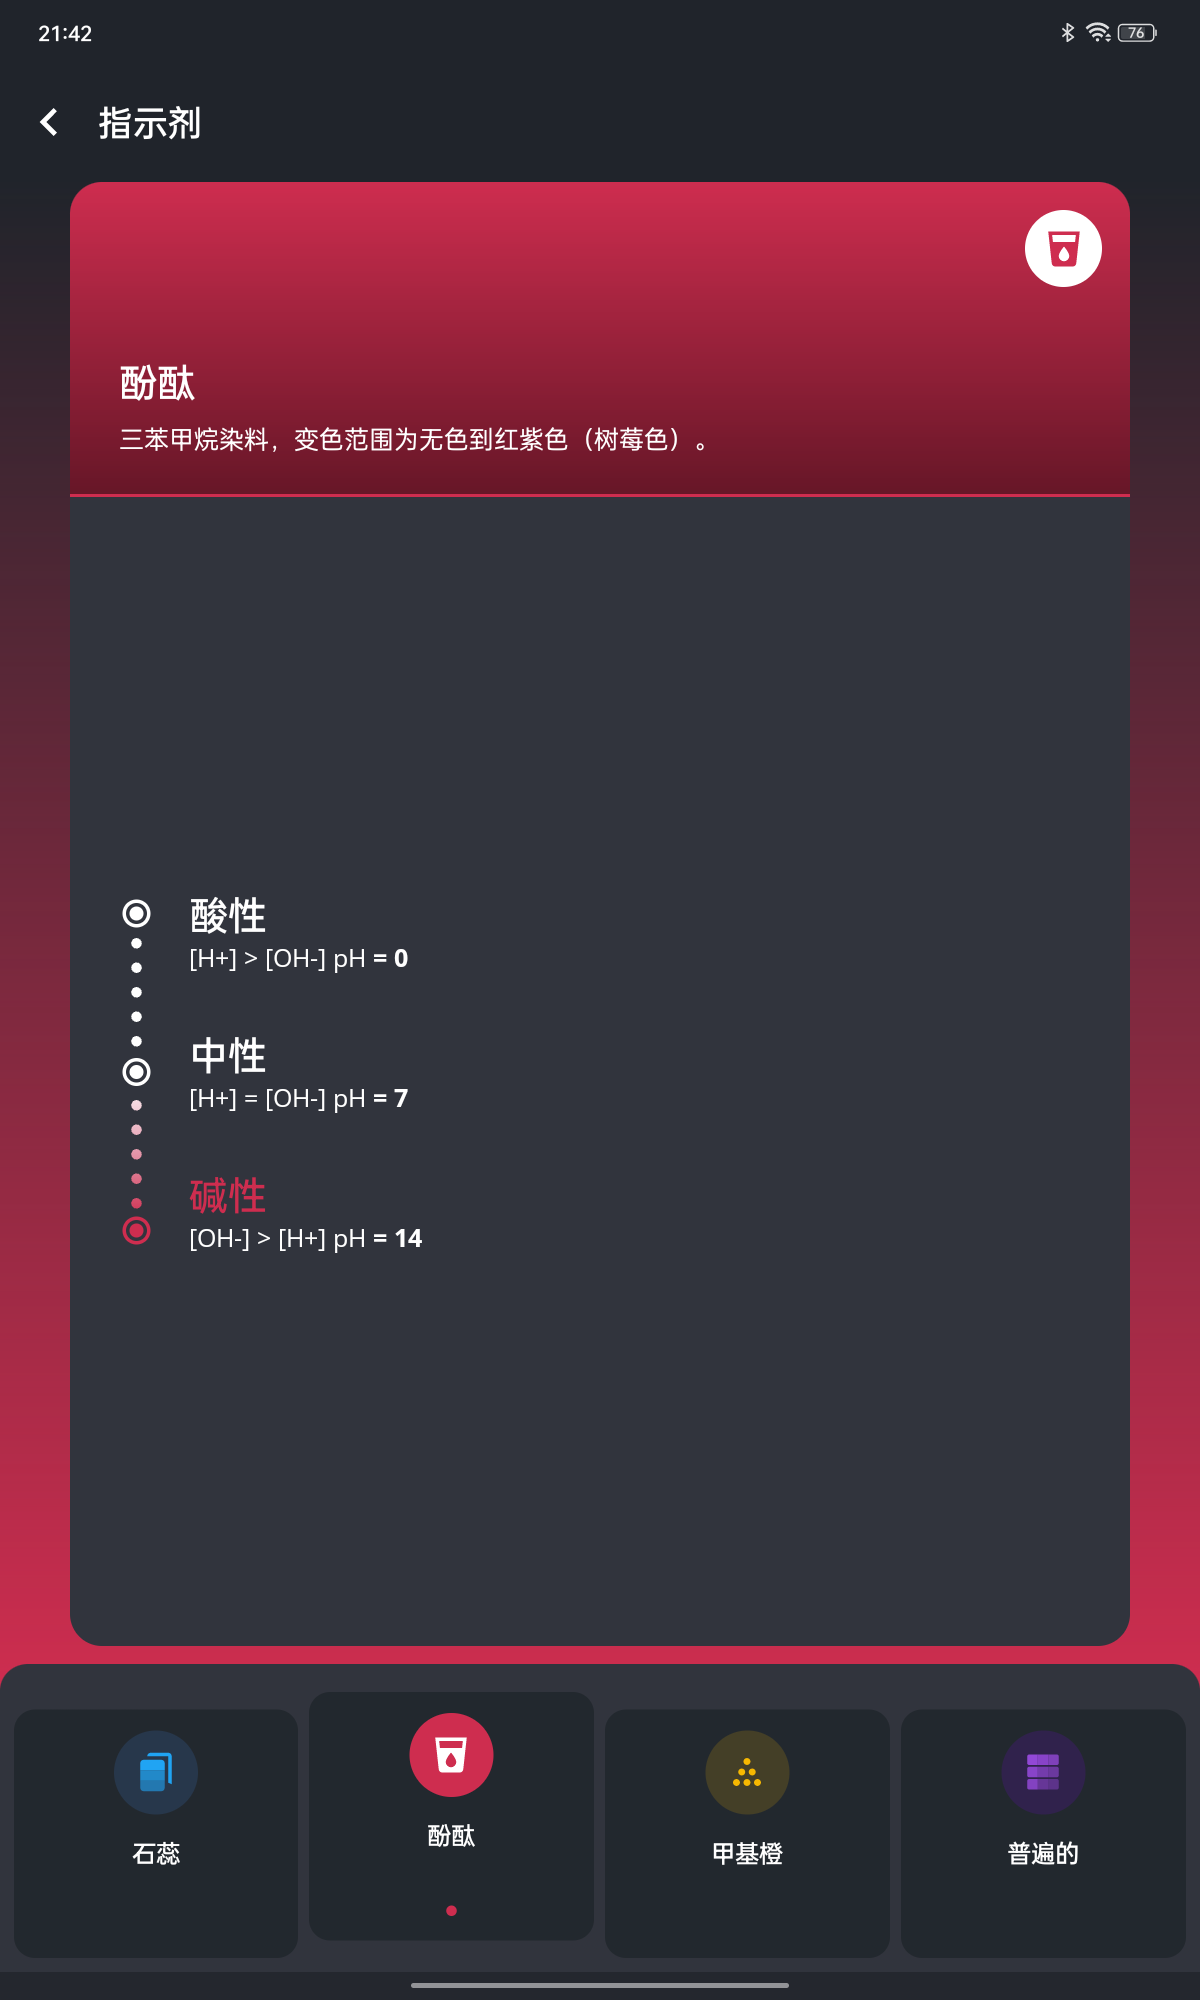 21:42
76
指示剂
酚酞
三苯甲烷染料，变色范围为无色到红紫色（树莓色）。
酸性
[H+] > [OH-] pH = 0
中性
[H+] = [OH-] pH = 7
碱性
[OH-] > [H+] pH = 14
石蕊
酚酞
甲基橙
普遍的